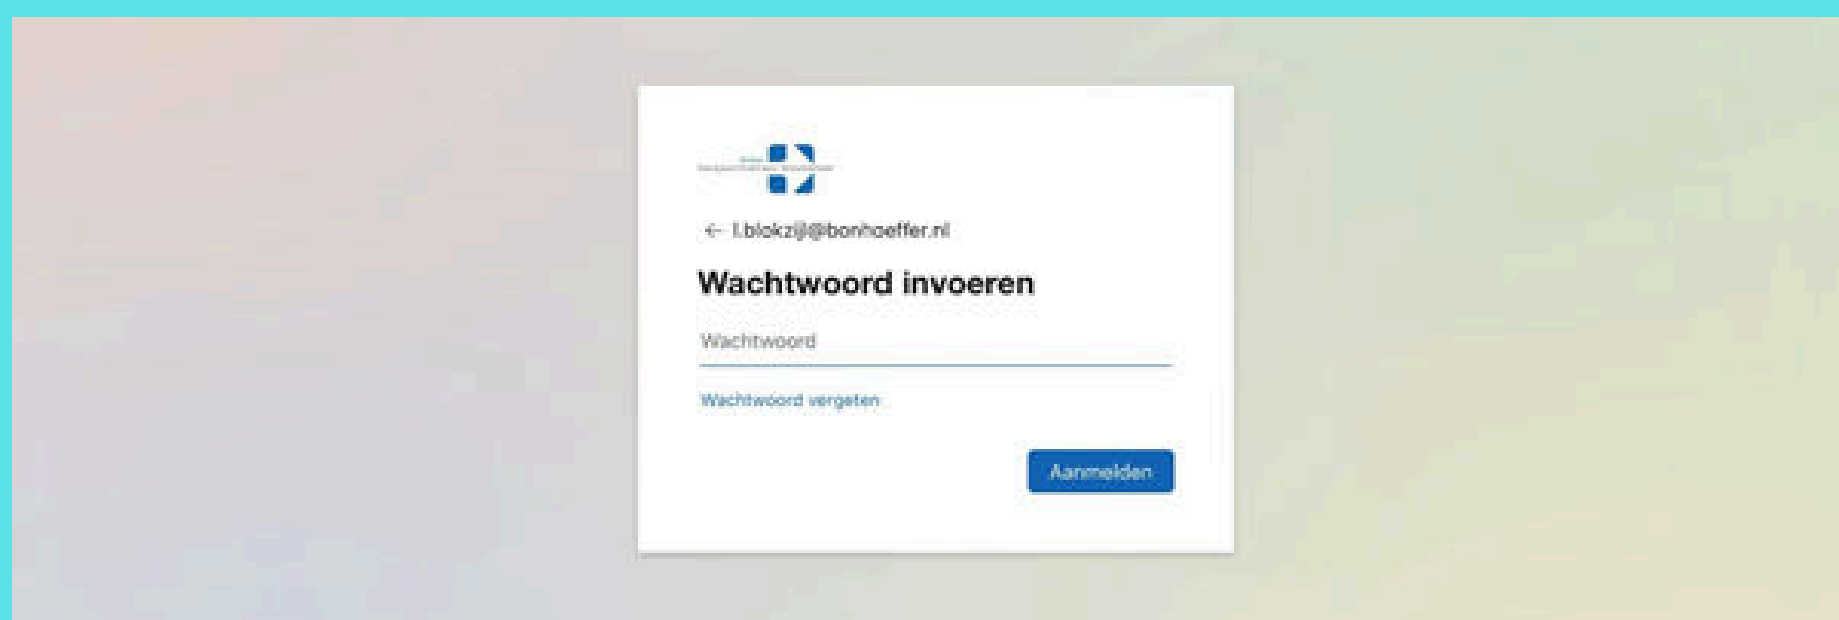 ← l.blokzijl@bonhoeffer.nl
Wachtwoord invoeren
Wachtwoord
Wachtwoord vergeten
Aanmelden